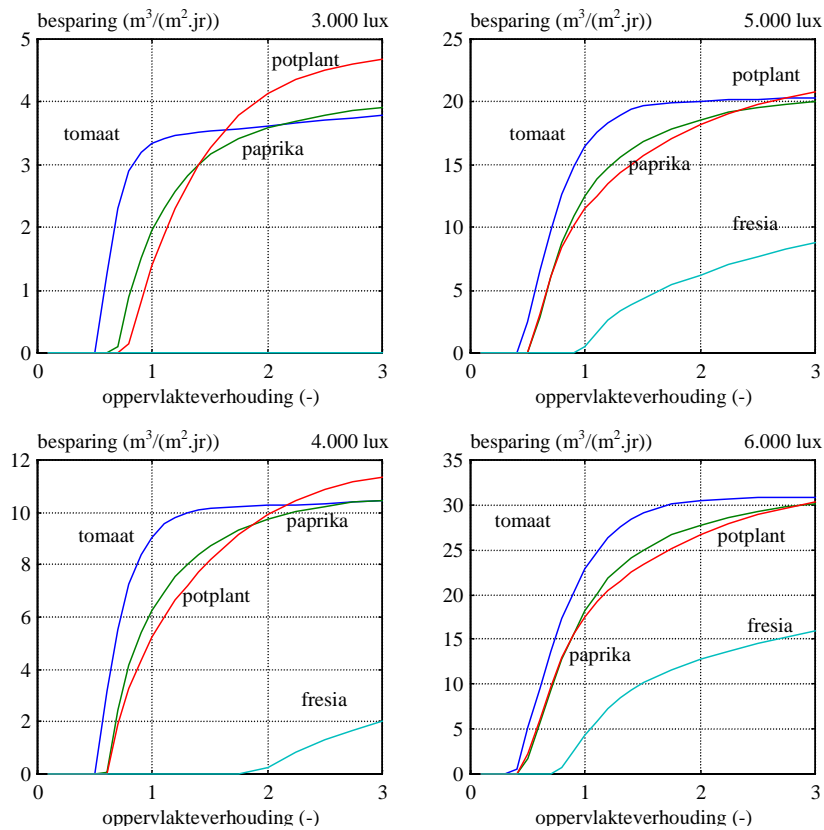 besparing (m³/(m².jr)) 3.000 lux
5
4
3
2
1
0
potplant
tomaat
paprika
0 1 2 3
oppervlakteverhouding (-)
besparing (m³/(m².jr)) 5.000 lux
25
20
15
10
5
0
potplant
tomaat
paprika
fresia
0 1 2 3
oppervlakteverhouding (-)
besparing (m³/(m².jr)) 4.000 lux
12
10
8
6
4
2
0
paprika
tomaat
potplant
fresia
0 1 2 3
oppervlakteverhouding (-)
besparing (m³/(m².jr)) 6.000 lux
35
30
25
20
15
10
5
0
tomaat
potplant
fresia
paprika
0 1 2 3
oppervlakteverhouding (-)